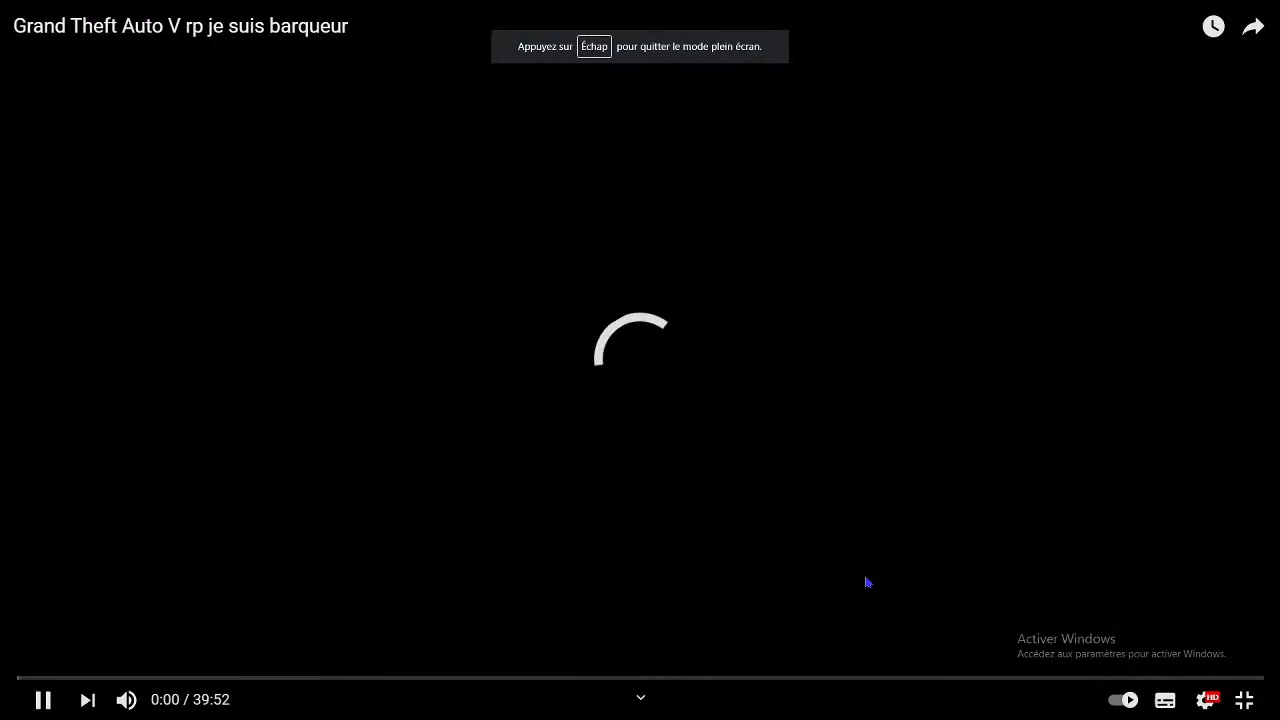 Grand Theft Auto V rp je suis barqueur
Appuyez sur Échap pour quitter le mode plein écran.
Activer Windows
Accédez aux paramètres pour activer Windows.
0:00 / 39:52
HD